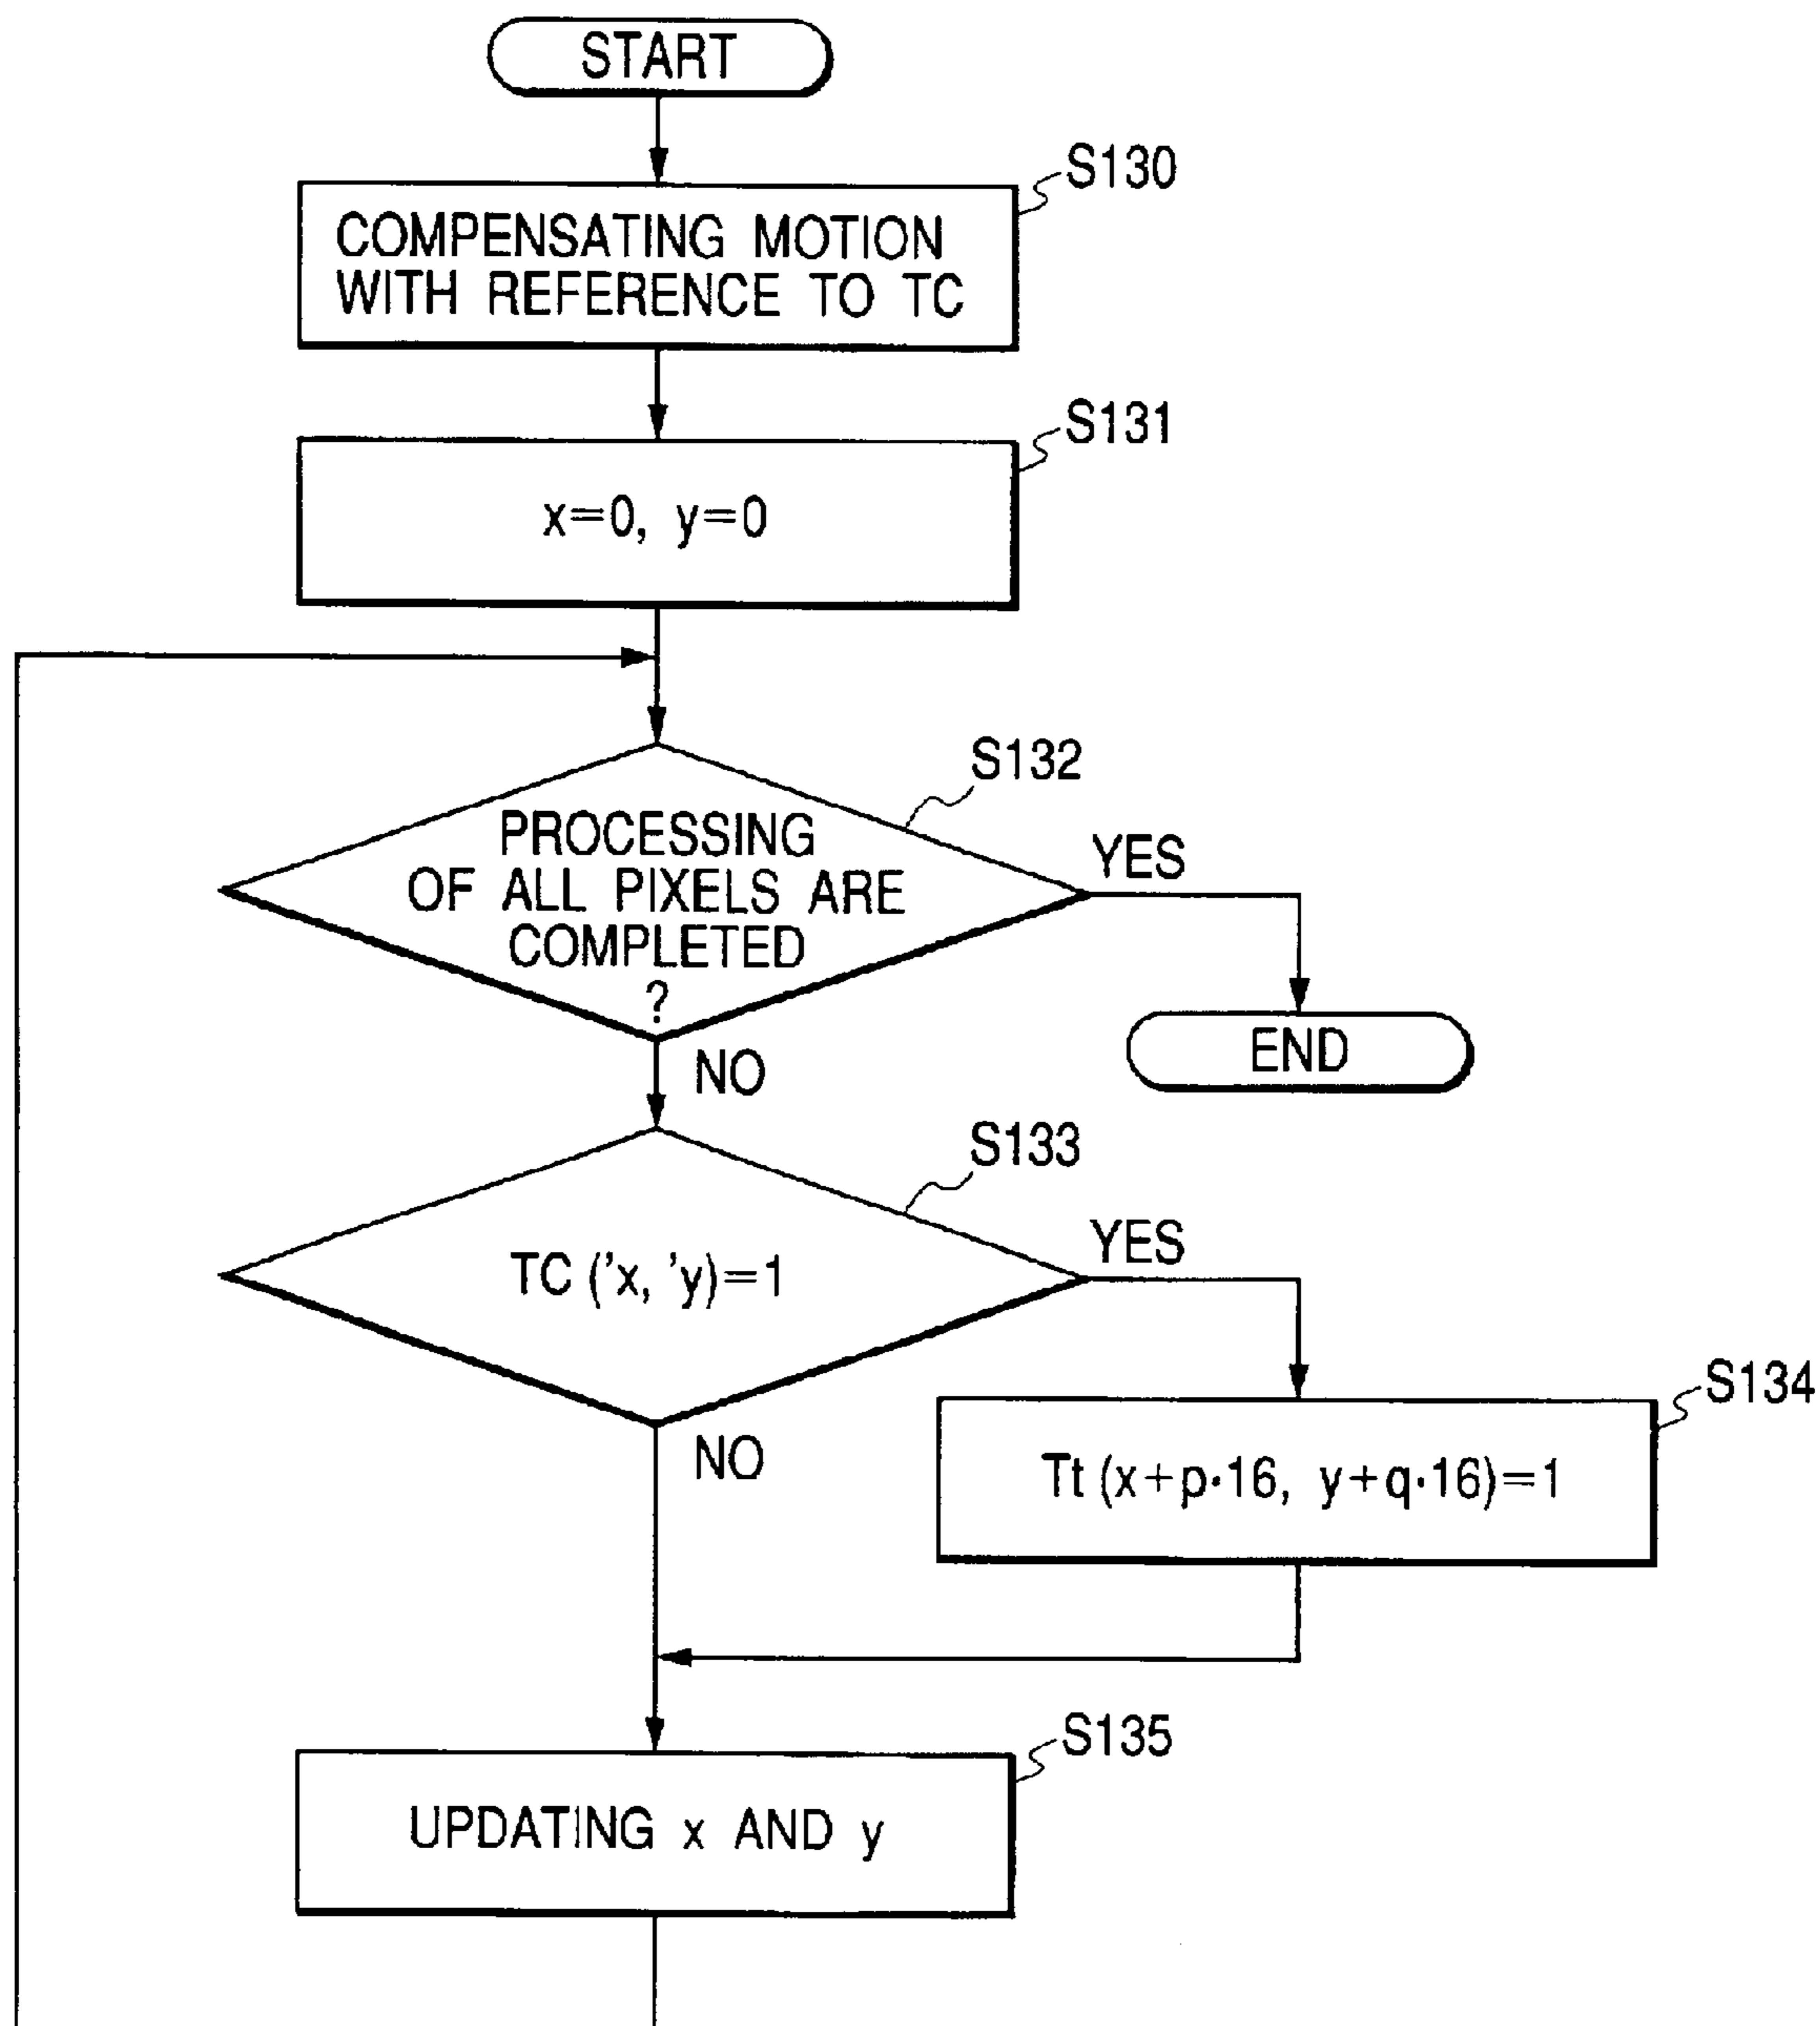 START
S130
COMPENSATING MOTION
WITH REFERENCE TO TC
S131
x=0, y=0
S132
PROCESSING
OF ALL PIXELS ARE
COMPLETED
?
YES
END
NO
S133
TC ('x, 'y)=1
YES
S134
NO
Tt (x+p·16, y+q·16)=1
S135
UPDATING x AND y